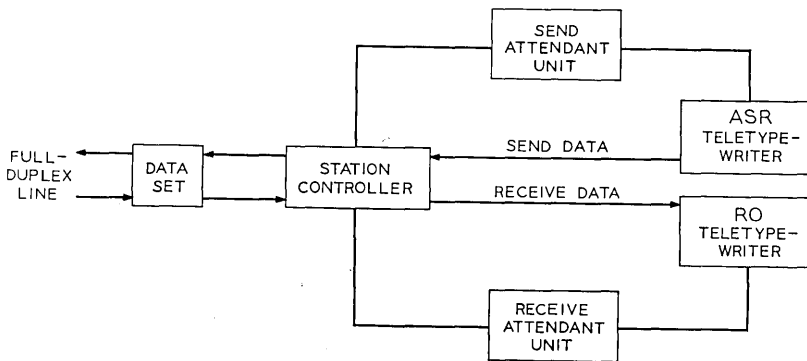 SEND
ATTENDANT
UNIT
ASR
TELETYPE-
WRITER
SEND DATA
FULL-
DUPLEX
LINE
DATA
SET
STATION
CONTROLLER
RECEIVE DATA
RO
TELETYPE-
WRITER
RECEIVE
ATTENDANT
UNIT